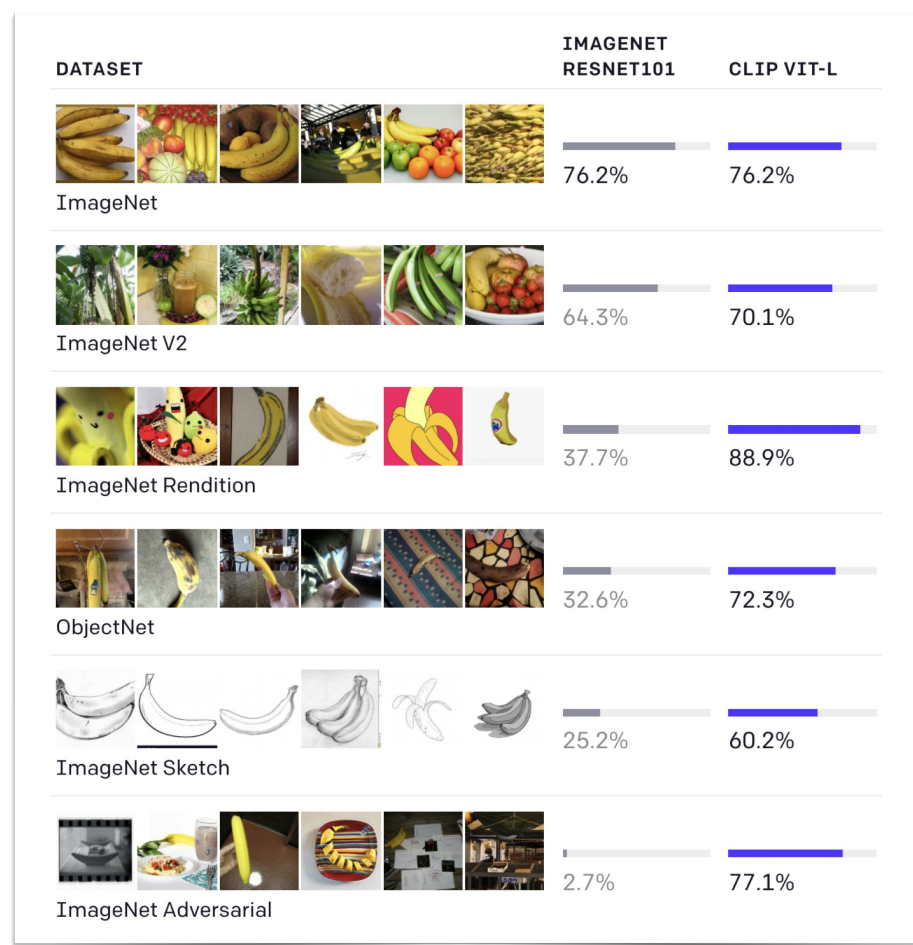 DATASET
IMAGENET
RESNET101
CLIP VIT-L
76.2%
76.2%
ImageNet
64.3%
70.1%
ImageNet V2
37.7%
88.9%
ImageNet Rendition
32.6%
72.3%
ObjectNet
25.2%
60.2%
ImageNet Sketch
2.7%
77.1%
ImageNet Adversarial